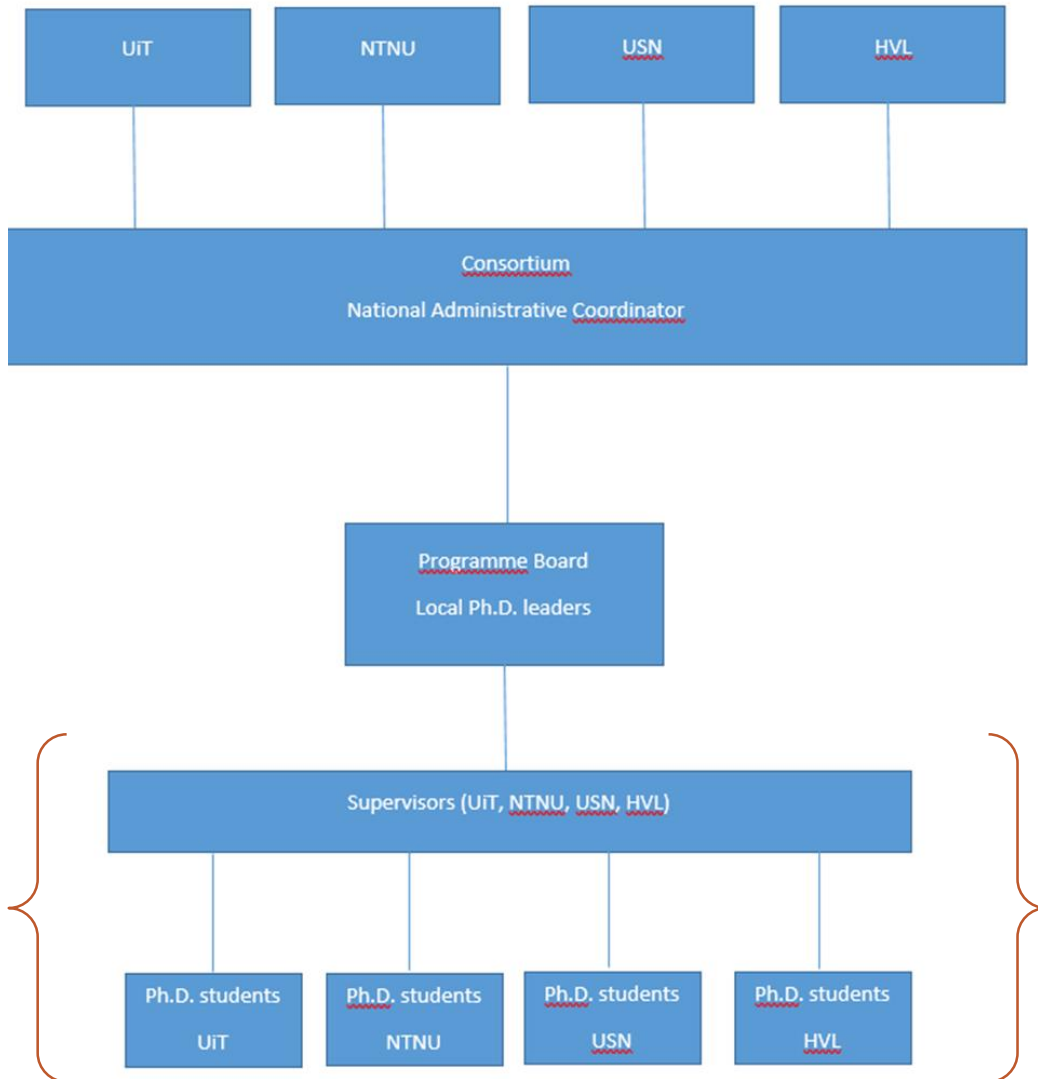 UiT
NTNU
USN
HVL
Consortium
National Administrative Coordinator
Programme Board
Local Ph.D. leaders
Supervisors (UiT, NTNU, USN, HVL)
Ph.D. students
UiT
Ph.D. students
NTNU
Ph.D. students
USN
Ph.D. students
HVL